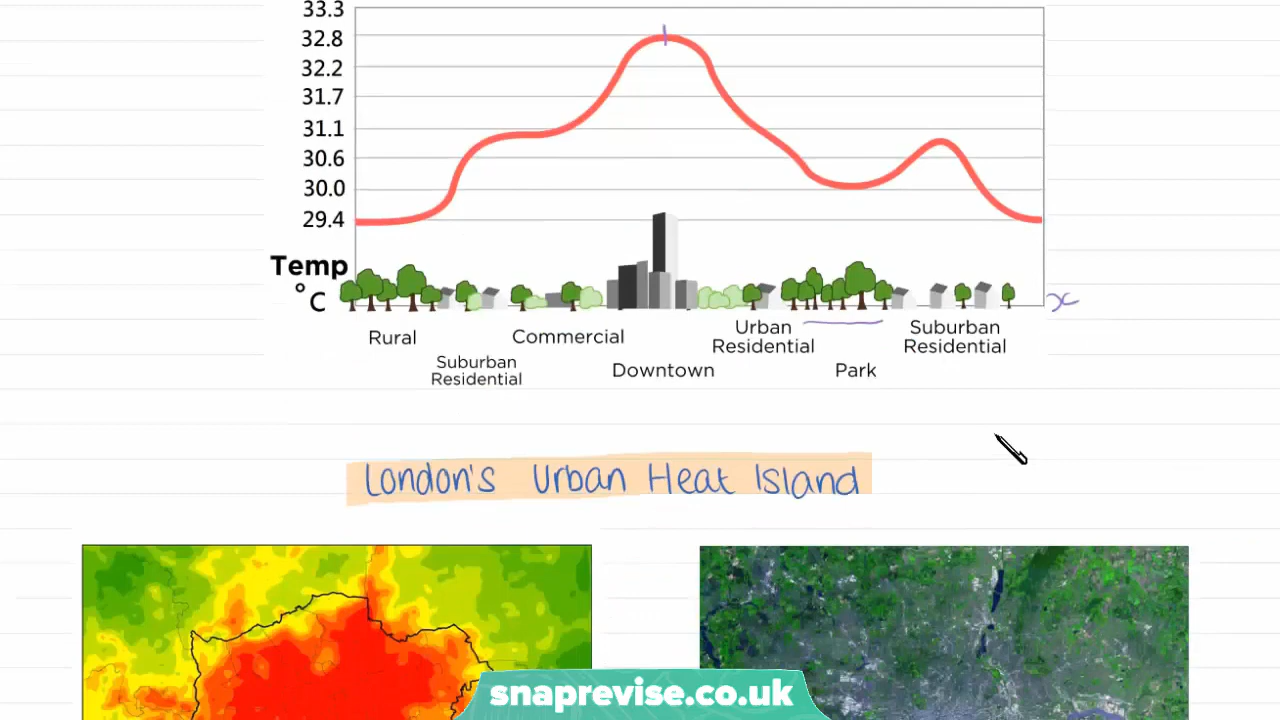 33.3
32.8
32.2
31.7
31.1
30.6
30.0
29.4
Temp
°C
x
Rural
Suburban
Residential
Commercial
Downtown
Urban
Residential
Park
Suburban
Residential
London's Urban Heat Island
snaprevise.co.uk